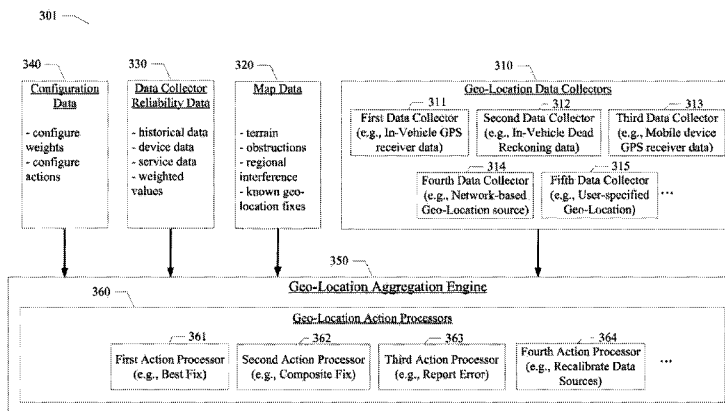 301
340
330
320
310
Configuration
Data
- configure
weights
- configure
actions
Data Collector
Reliability Data
- historical data
- device data
- service data
- weighted
values
Map Data
- terrain
- obstructions
- regional
interference
- known geo-
location fixes
Geo-Location Data Collectors
311
First Data Collector
(e.g., In-Vehicle GPS
receiver data)
312
Second Data Collector
(e.g., In-Vehicle Dead
Reckoning data)
313
Third Data Collector
(e.g., Mobile device
GPS receiver data)
314
Fourth Data Collector
(e.g., Network-based
Geo-Location source)
315
Fifth Data Collector
(e.g., User-specified
Geo-Location)
...
350
Geo-Location Aggregation Engine
360
Geo-Location Action Processors
361
First Action Processor
(e.g., Best Fix)
362
Second Action Processor
(e.g., Composite Fix)
363
Third Action Processor
(e.g., Report Error)
364
Fourth Action Processor
(e.g., Recalibrate Data
Sources)
...